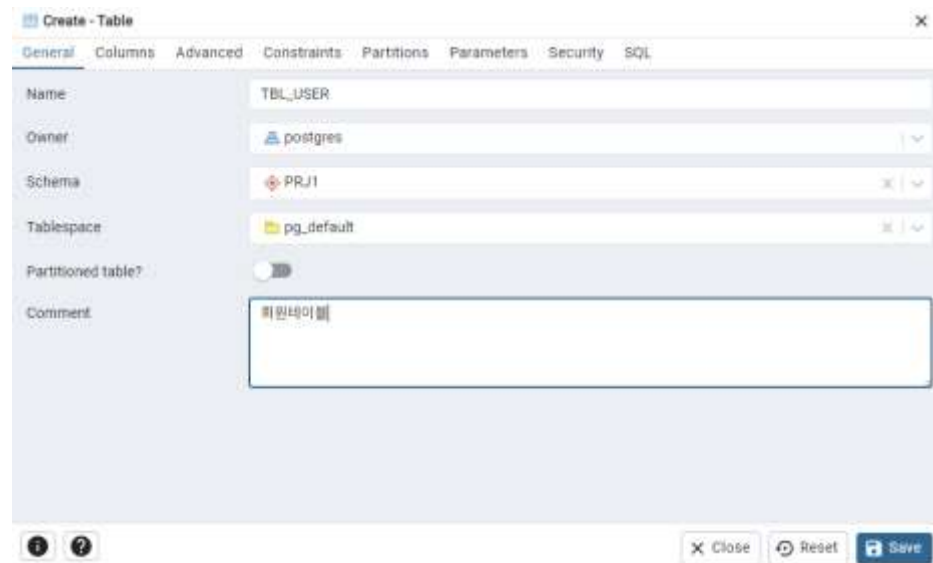 Create - Table
General Columns Advanced Constraints Partitions Parameters Security SQL
Name TBL_USER
Owner postgres
Schema PRJ1
Tablespace pg_default
Partitioned table?
Comment 회원테이블
Close Reset Save